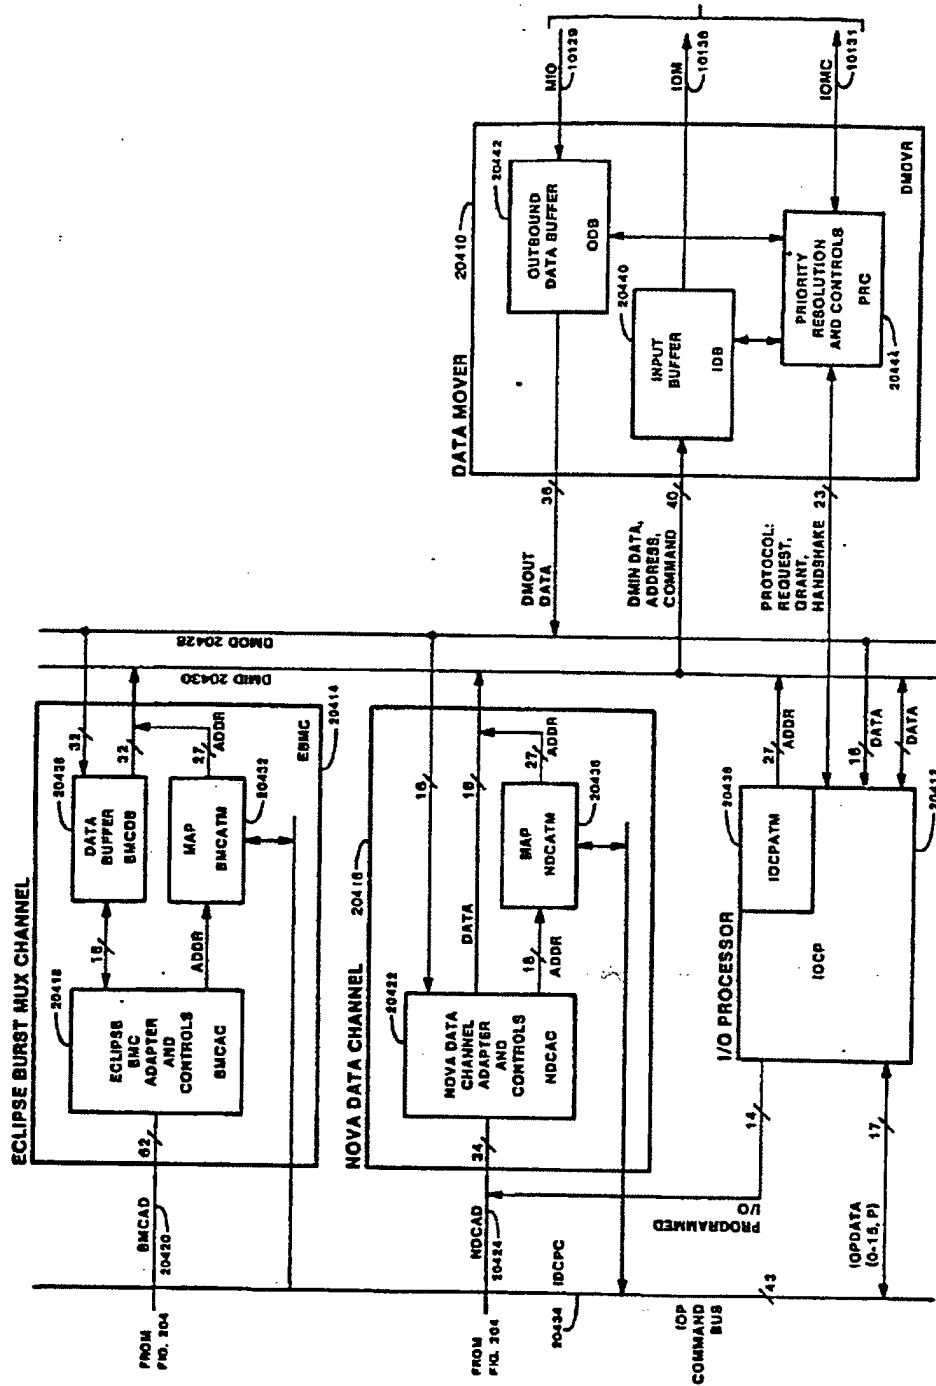 ECLIPSE BURST MUX CHANNEL
FROM
FIG. 204
BMCAD
20420
62
20418
ECLIPSE
BMC
ADAPTER
AND
CONTROLS
BMCAC
16
ADDR
DATA
BUFFER
BMCDB
MAP
BMCATM
20432
32
32
27
ADDR
EBMC
20414
DMOD 20428
DMID 20430
NOVA DATA CHANNEL
20416
FROM
FIG. 204
NDCAD
20424
34
20422
NOVA DATA
CHANNEL
ADAPTER
AND
CONTROLS
NDCAC
16
DATA
16
16
ADDR
MAP
NDCATM
20436
27
ADDR
IOCPC
20434
IOP
COMMAND
BUS
43
PROGRAMMED
I/O
14
IOPDATA
(0-15, P)
17
I/O PROCESSOR
IOCP
IOCPATM
20438
27
ADDR
16
DATA
DATA
20412
DATA MOVER
20410
DMOUT
DATA
36
DMIN DATA,
ADDRESS,
COMMAND
40
PROTOCOL:
REQUEST,
GRANT,
HANDSHAKE
23
OUTBOUND
DATA BUFFER
ODB
20442
INPUT
BUFFER
IDB
20440
PRIORITY
RESOLUTION
AND CONTROLS
PRC
20444
DMOVR
MIO
10129
IOM
IOMC
10131